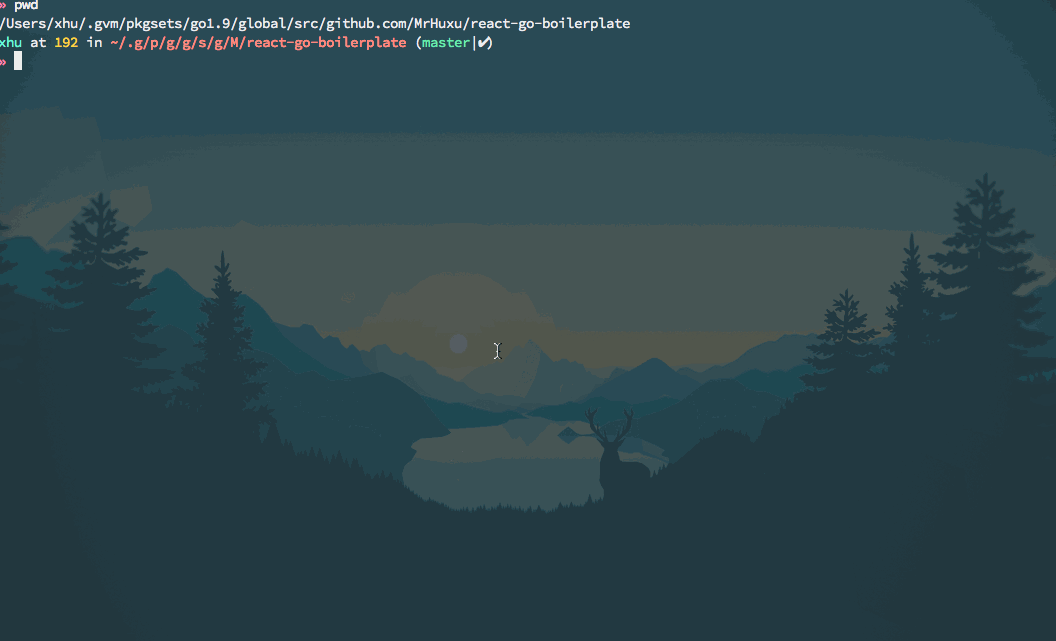 » pwd
/Users/xhu/.gvm/pkgsets/go1.9/global/src/github.com/MrHuxu/react-go-boilerplate
xhu at 192 in ~/.g/p/g/g/s/g/M/react-go-boilerplate (master|✔)
»